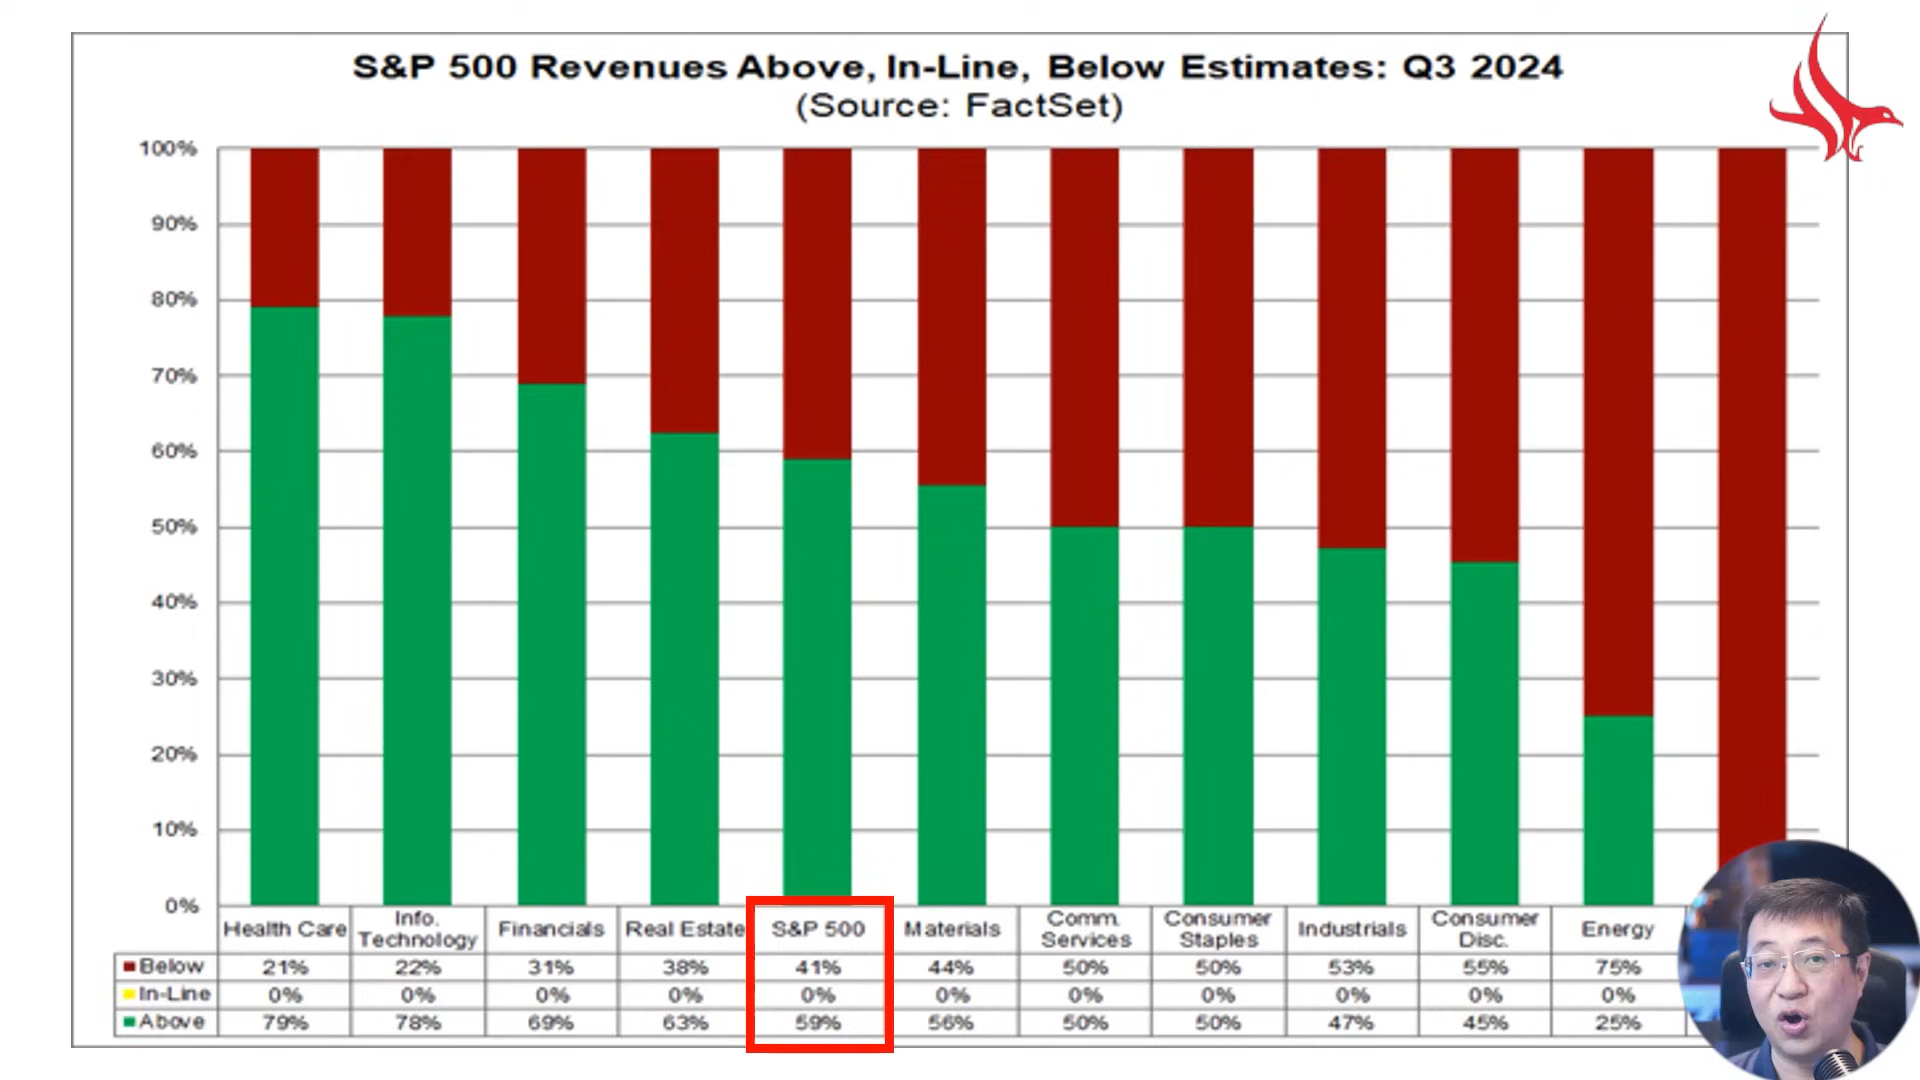 S&P 500 Revenues Above, In-Line, Below Estimates: Q3 2024
(Source: FactSet)
100%
90%
80%
70%
60%
50%
40%
30%
20%
10%
0%
Health Care Info. Technology Financials Real Estate S&P 500 Materials Comm. Services Consumer Staples Industrials Consumer Disc. Energy
Below 21% 22% 31% 38% 41% 44% 50% 50% 53% 55% 75%
In-Line 0% 0% 0% 0% 0% 0% 0% 0% 0% 0% 0%
Above 79% 78% 69% 63% 59% 56% 50% 50% 47% 45% 25%